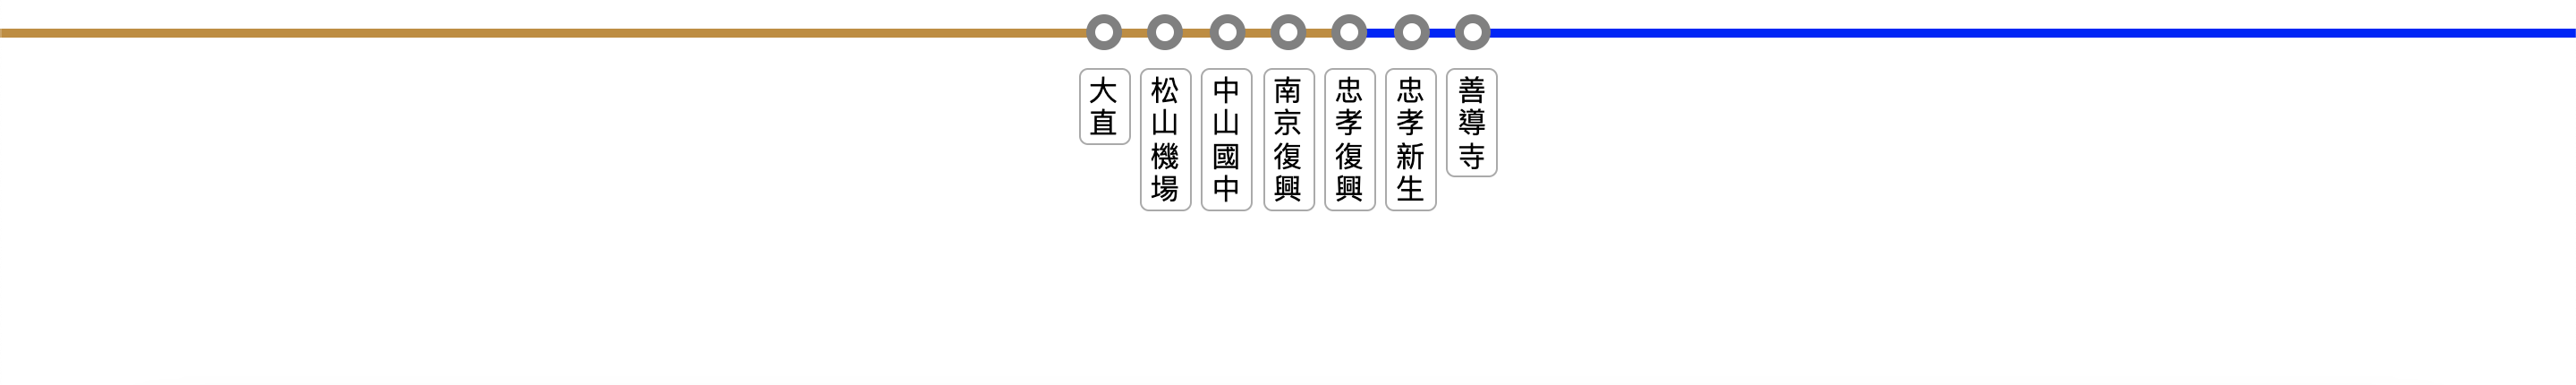 大直
松山機場
中山國中
南京復興
忠孝復興
忠孝新生
善導寺